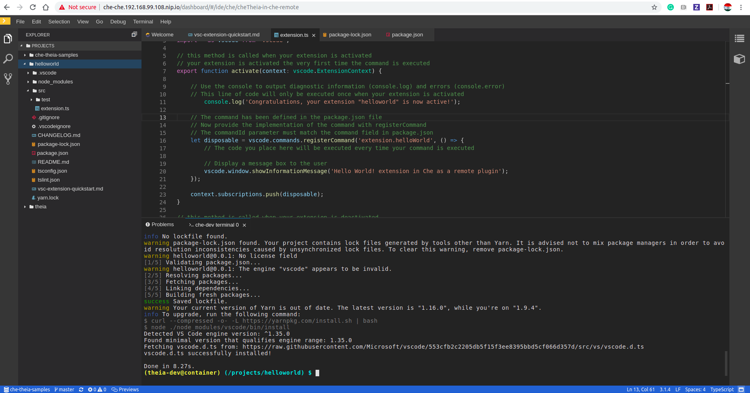 Not secure | che-che.192.168.99.108.nip.io/dashboard/#/ide/che/cheTheia-in-che-remote
File Edit Selection View Go Debug Terminal Help
EXPLORER
PROJECTS
che-theia-samples
helloworld
.vscode
node_modules
src
test
extension.ts
.gitignore
.vscodeignore
CHANGELOG.md
package-lock.json
package.json
README.md
tsconfig.json
tslint.json
vsc-extension-quickstart.md
yarn.lock
theia
Welcome
vsc-extension-quickstart.md
extension.ts
package-lock.json
package.json
4
5 // this method is called when your extension is activated
6 // your extension is activated the very first time the command is executed
7 export function activate(context: vscode.ExtensionContext) {
8
9 // Use the console to output diagnostic information (console.log) and errors (console.error)
10 // This line of code will only be executed once when your extension is activated
11 console.log('Congratulations, your extension "helloworld" is now active!');
12
13 // The command has been defined in the package.json file
14 // Now provide the implementation of the command with registerCommand
15 // The commandId parameter must match the command field in package.json
16 let disposable = vscode.commands.registerCommand('extension.helloWorld', () => {
17 // The code you place here will be executed every time your command is executed
18
19 // Display a message box to the user
20 vscode.window.showInformationMessage('Hello World! extension in Che as a remote plugin');
21 });
22
23 context.subscriptions.push(disposable);
24 }
25
Problems
>_ che-dev terminal 0
info No lockfile found.
warning package-lock.json found. Your project contains lock files generated by tools other than Yarn. It is advised not to mix package managers in order to avo
id resolution inconsistencies caused by unsynchronized lock files. To clear this warning, remove package-lock.json.
warning helloworld@0.0.1: No license field
[1/5] Validating package.json...
warning helloworld@0.0.1: The engine "vscode" appears to be invalid.
[2/5] Resolving packages...
[3/5] Fetching packages...
[4/5] Linking dependencies...
[5/5] Building fresh packages...
success Saved lockfile.
warning Your current version of Yarn is out of date. The latest version is "1.16.0", while you're on "1.9.4".
info To upgrade, run the following command:
$ curl --compressed -o- -L https://yarnpkg.com/install.sh | bash
$ node ./node_modules/vscode/bin/install
Detected VS Code engine version: ^1.35.0
Found minimal version that qualifies engine range: 1.35.0
Fetching vscode.d.ts from: https://raw.githubusercontent.com/Microsoft/vscode/553cfb2c2205db5f15f3ee8395bbd5cf066d357d/src/vs/vscode.d.ts
vscode.d.ts successfully installed!
Done in 8.27s.
(theia-dev@container) (/projects/helloworld) $
che-theia-samples master 0 0 Previews
Ln 13, Col 61 3.1.4 LF Spaces: 4 TypeScript